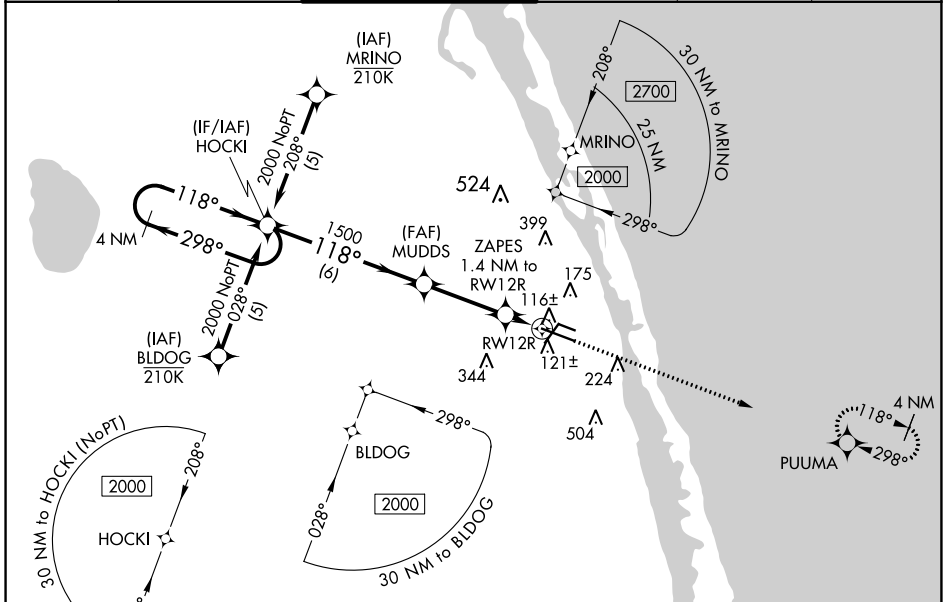 (IAF)
MRINO
210K
(IF/IAF)
HOCKI
2000 NoPT
208°
(5)
118°
4 NM
298°
1500
118°
(6)
(FAF)
MUDDS
2000 NoPT
028°
(5)
(IAF)
BLDOG
210K
ZAPES
1.4 NM to
RW12R
RW12R
524
399
175
116±
121±
344
224
504
208°
30 NM to MRINO
2700
25 NM
MRINO
2000
298°
4 NM
118°
298°
PUUMA
30 NM to HOCKI (NoPT)
208°
2000
HOCKI
298°
BLDOG
028°
2000
30 NM to BLDOG